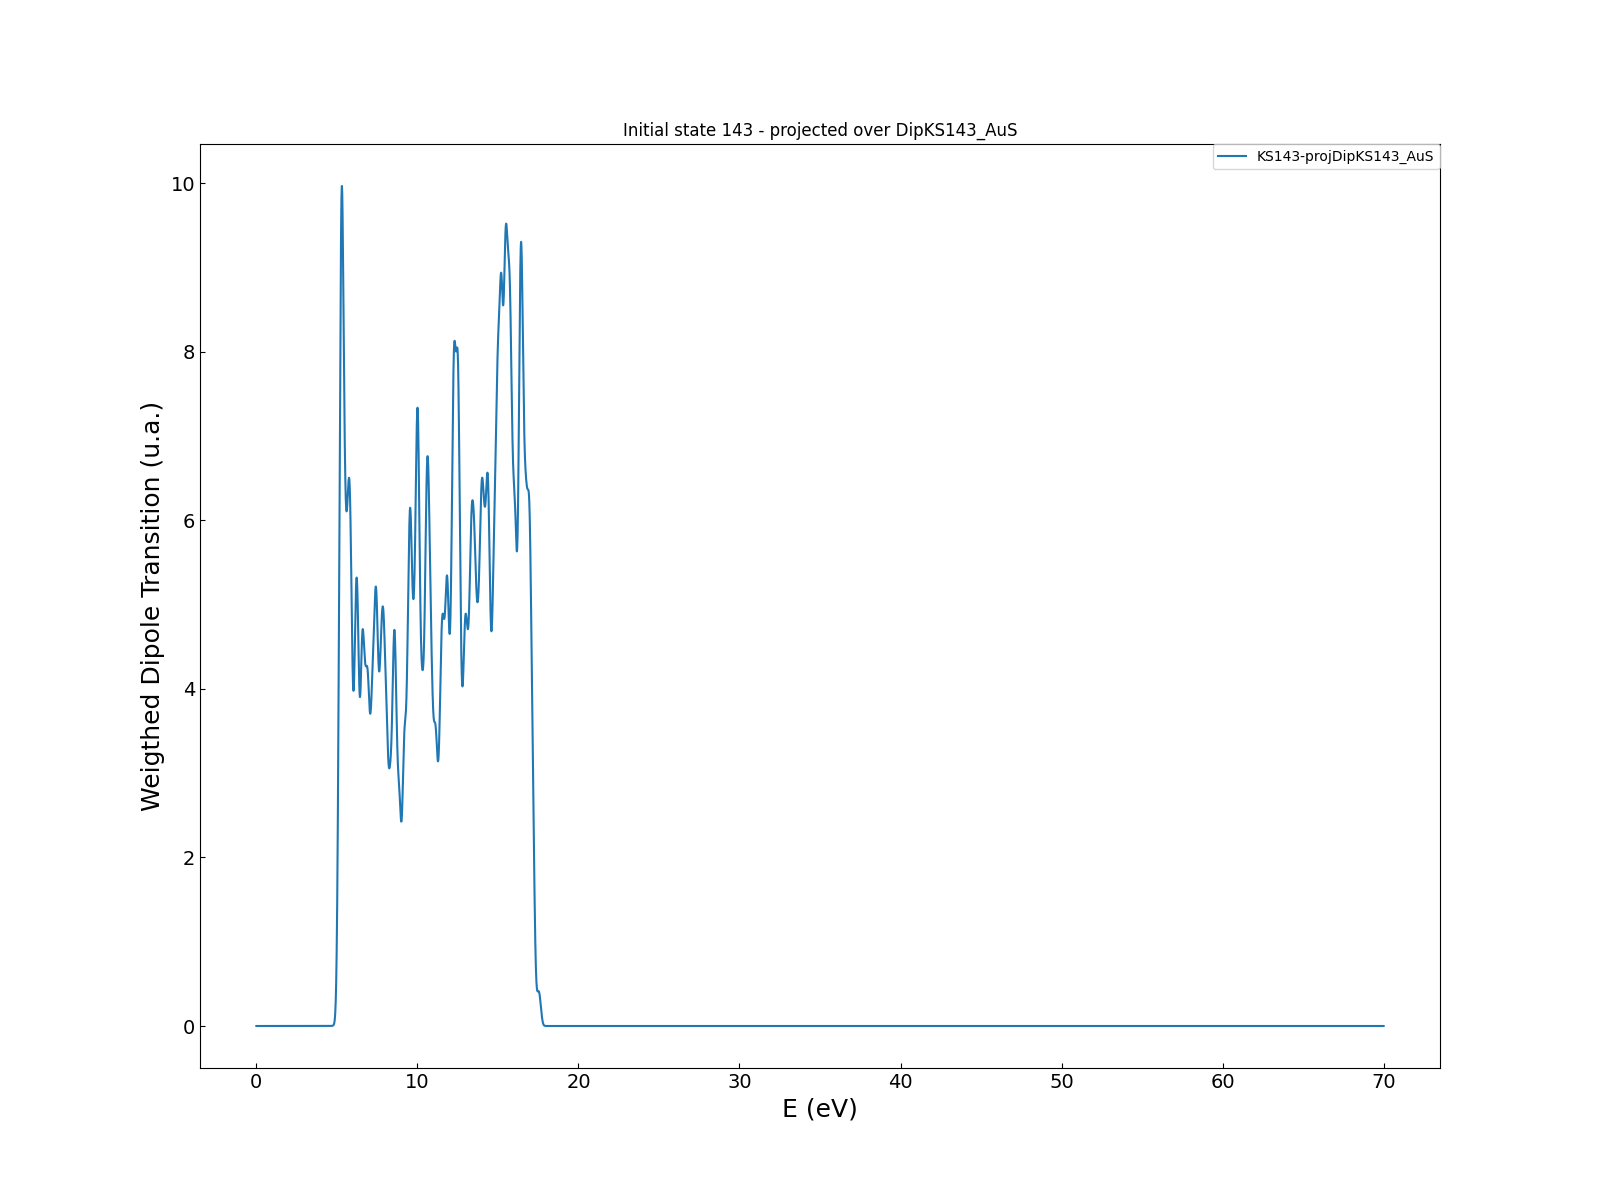 Initial state 143 - projected over DipKS143_AuS
KS143-projDipKS143_AuS
10
8
6
4
2
0
Weigthed Dipole Transition (u.a.)
0 10 20 30 40 50 60 70
E (eV)